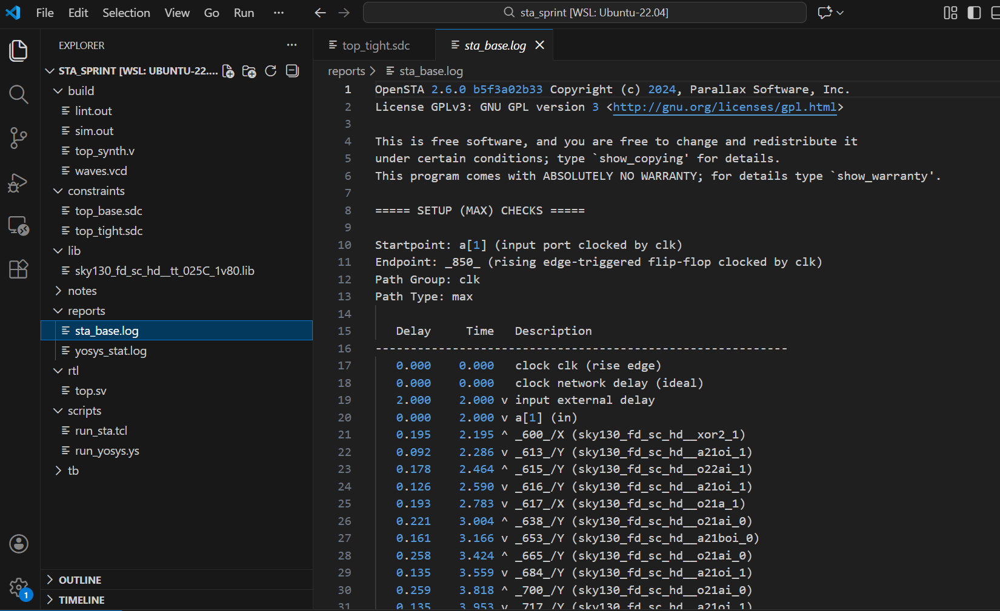 File Edit Selection View Go Run ···
sta_sprint [WSL: Ubuntu-22.04]
EXPLORER
STA_SPRINT [WSL: UBUNTU-22....
build
lint.out
sim.out
top_synth.v
waves.vcd
constraints
top_base.sdc
top_tight.sdc
lib
sky130_fd_sc_hd__tt_025C_1v80.lib
notes
reports
sta_base.log
yosys_stat.log
rtl
top.sv
scripts
run_sta.tcl
run_yosys.ys
tb
OUTLINE
TIMELINE
1
top_tight.sdc
sta_base.log
reports > sta_base.log
1 OpenSTA 2.6.0 b5f3a02b33 Copyright (c) 2024, Parallax Software, Inc.
2 License GPLv3: GNU GPL version 3 <http://gnu.org/licenses/gpl.html>
3
4 This is free software, and you are free to change and redistribute it
5 under certain conditions; type `show_copying' for details.
6 This program comes with ABSOLUTELY NO WARRANTY; for details type `show_warranty'.
7
8 ===== SETUP (MAX) CHECKS =====
9
10 Startpoint: a[1] (input port clocked by clk)
11 Endpoint: _850_ (rising edge-triggered flip-flop clocked by clk)
12 Path Group: clk
13 Path Type: max
14
15 Delay Time Description
16 -----------------------------------------------------------
17 0.000 0.000 clock clk (rise edge)
18 0.000 0.000 clock network delay (ideal)
19 2.000 2.000 v input external delay
20 0.000 2.000 v a[1] (in)
21 0.195 2.195 ^ _600_/X (sky130_fd_sc_hd__xor2_1)
22 0.092 2.286 v _613_/Y (sky130_fd_sc_hd__a21oi_1)
23 0.178 2.464 ^ _615_/Y (sky130_fd_sc_hd__o22ai_1)
24 0.126 2.590 v _616_/Y (sky130_fd_sc_hd__a21oi_1)
25 0.193 2.783 v _617_/X (sky130_fd_sc_hd__o21a_1)
26 0.221 3.004 ^ _638_/Y (sky130_fd_sc_hd__o21ai_0)
27 0.161 3.166 v _653_/Y (sky130_fd_sc_hd__a21boi_0)
28 0.258 3.424 ^ _665_/Y (sky130_fd_sc_hd__o21ai_0)
29 0.135 3.559 v _684_/Y (sky130_fd_sc_hd__a21oi_1)
30 0.259 3.818 ^ _700_/Y (sky130_fd_sc_hd__o21ai_0)
31 0.135 3.953 v _717_/Y (sky130_fd_sc_hd__a21oi_1)